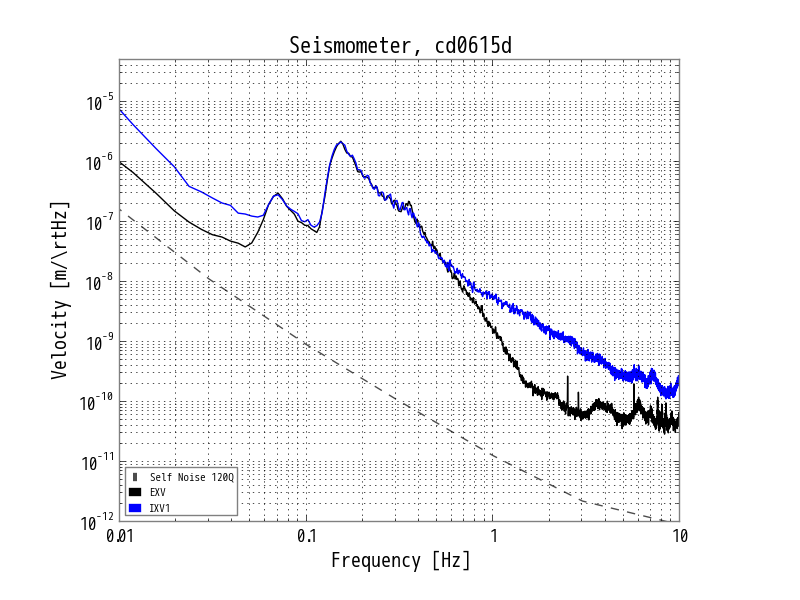 Seismometer, cd0615d
Velocity [m/\rtHz]
10^-5
10^-6
10^-7
10^-8
10^-9
10^-10
10^-11
10^-12
Self Noise 120Q
EXV
IXV1
0.01 0.1 1 10
Frequency [Hz]